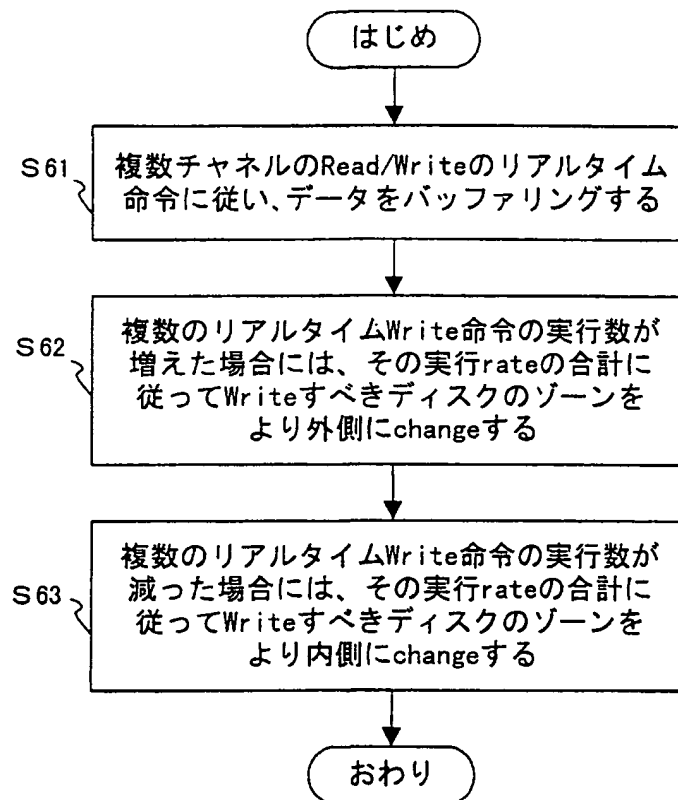 はじめ
S61
複数チャネルのRead/Writeのリアルタイム
命令に従い、データをバッファリングする
S62
複数のリアルタイムWrite命令の実行数が
増えた場合には、その実行rateの合計に
従ってWriteすべきディスクのゾーンを
より外側にchangeする
S63
複数のリアルタイムWrite命令の実行数が
減った場合には、その実行rateの合計に
従ってWriteすべきディスクのゾーンを
より内側にchangeする
おわり